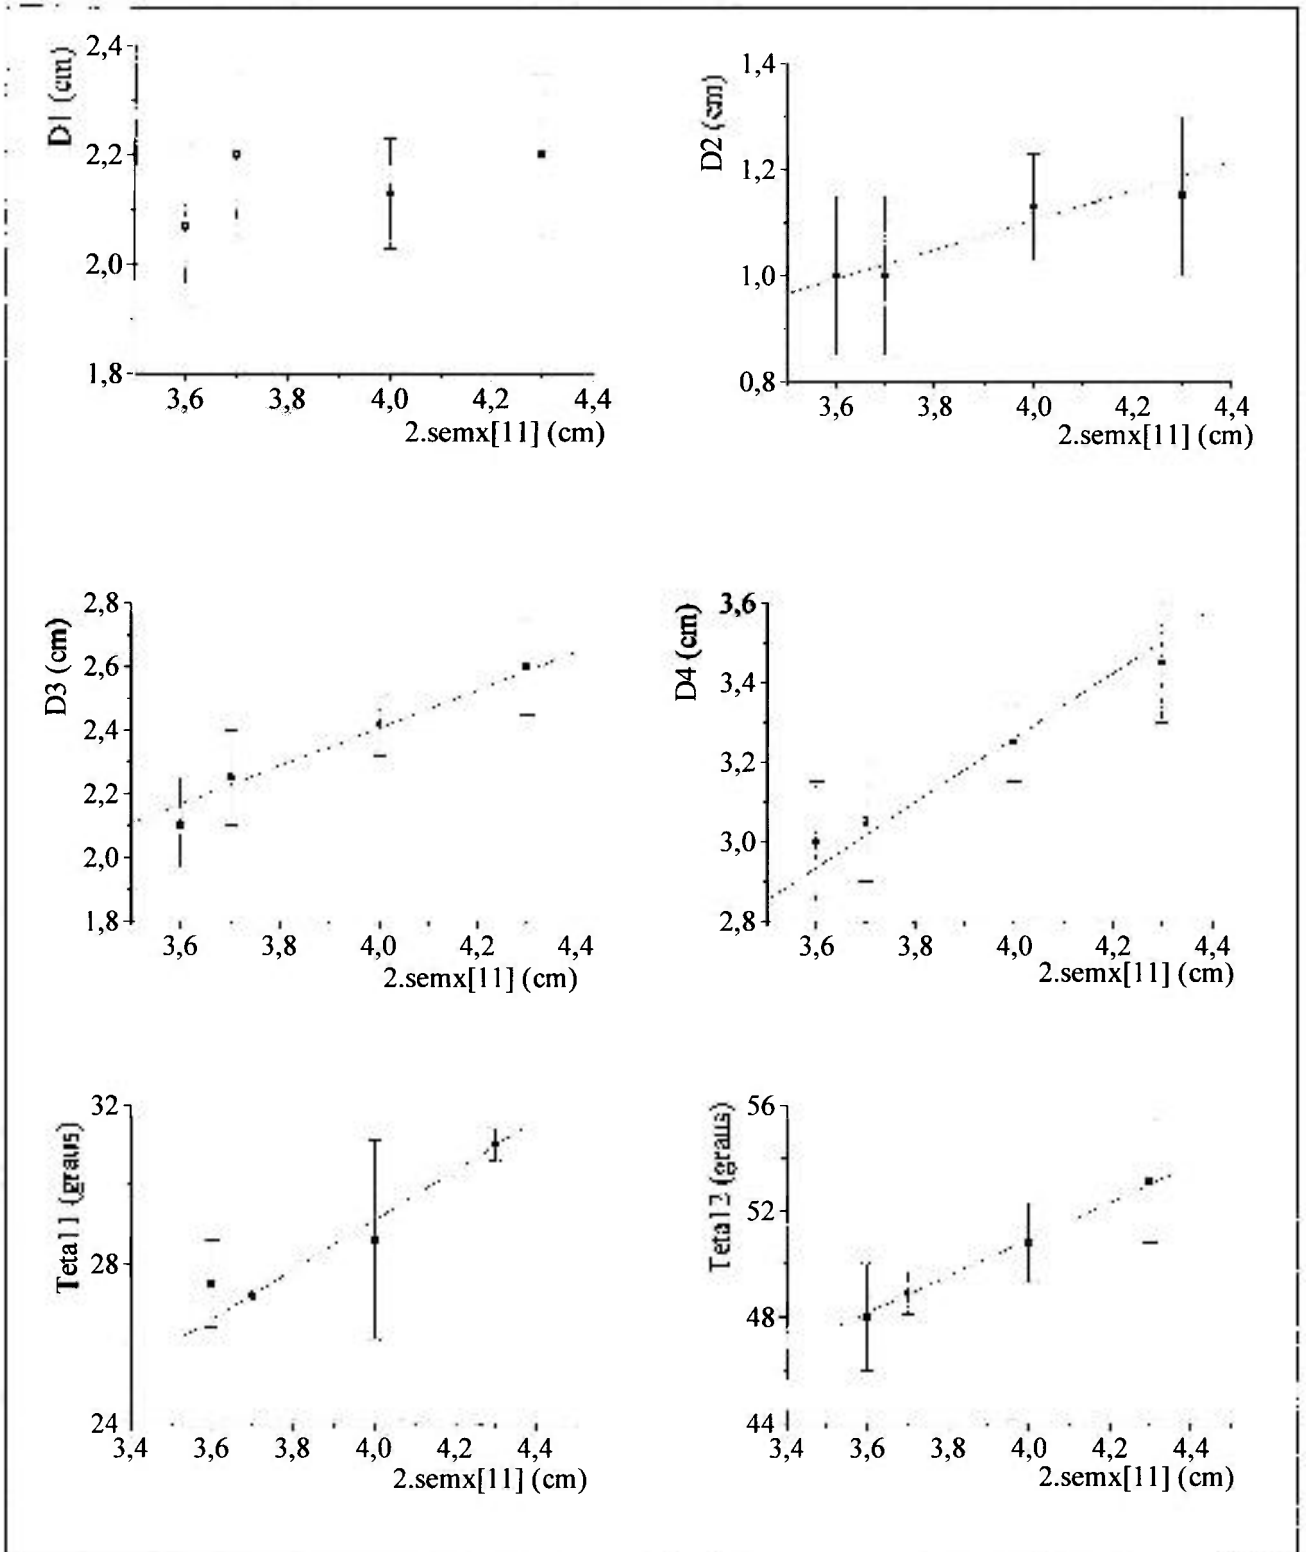 D1 (cm)
2,4
2,2
2,0
1,8
3,6 3,8 4,0 4,2 4,4
2.semx[11] (cm)
D2 (cm)
1,4
1,2
1,0
0,8
3,6 3,8 4,0 4,2 4,4
2.semx[11] (cm)
D3 (cm)
2,8
2,6
2,4
2,2
2,0
1,8
3,6 3,8 4,0 4,2 4,4
2.semx[11] (cm)
D4 (cm)
3,6
3,4
3,2
3,0
2,8
3,6 3,8 4,0 4,2 4,4
2.semx[11] (cm)
Teta11 (graus)
32
28
24
3,4 3,6 3,8 4,0 4,2 4,4
2.semx[11] (cm)
Teta12 (graus)
56
52
48
44
3,4 3,6 3,8 4,0 4,2 4,4
2.semx[11] (cm)